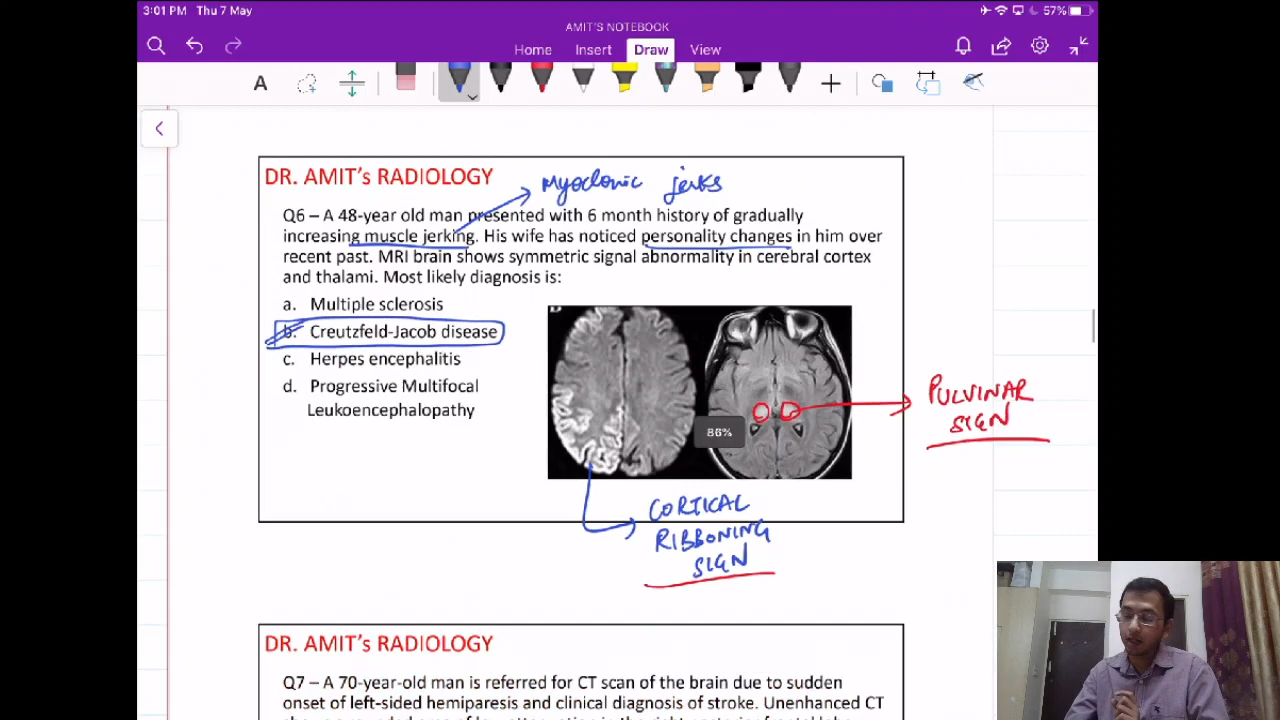 3:01 PM Thu 7 May
57%
AMIT'S NOTEBOOK
Home Insert Draw View
A
DR. AMIT's RADIOLOGY
Myoclonic jerks
Q6 – A 48-year old man presented with 6 month history of gradually
increasing muscle jerking. His wife has noticed personality changes in him over
recent past. MRI brain shows symmetric signal abnormality in cerebral cortex
and thalami. Most likely diagnosis is:
a. Multiple sclerosis
b. Creutzfeld-Jacob disease
c. Herpes encephalitis
d. Progressive Multifocal
Leukoencephalopathy
86%
PULVINAR
SIGN
CORTICAL
RIBBONING
SIGN
DR. AMIT's RADIOLOGY
Q7 – A 70-year-old man is referred for CT scan of the brain due to sudden
onset of left-sided hemiparesis and clinical diagnosis of stroke. Unenhanced CT